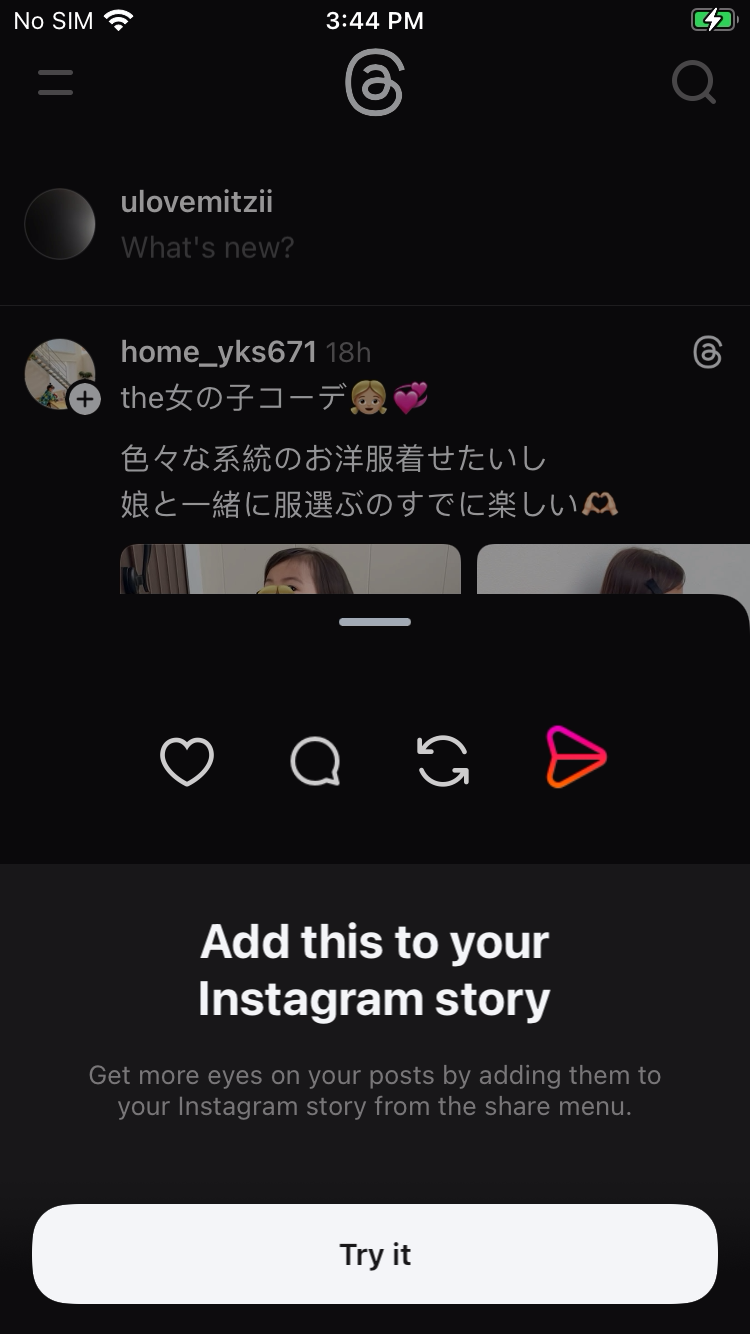 No SIM 3:44 PM
ulovemitzii
What's new?
home_yks671 18h
the女の子コーデ👧🏼💞
色々な系統のお洋服着せたいし
娘と一緒に服選ぶのすでに楽しい🫶🏼
Add this to your
Instagram story
Get more eyes on your posts by adding them to
your Instagram story from the share menu.
Try it